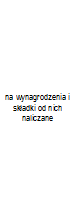 na wynagrodzenia i
składki od nich
naliczane